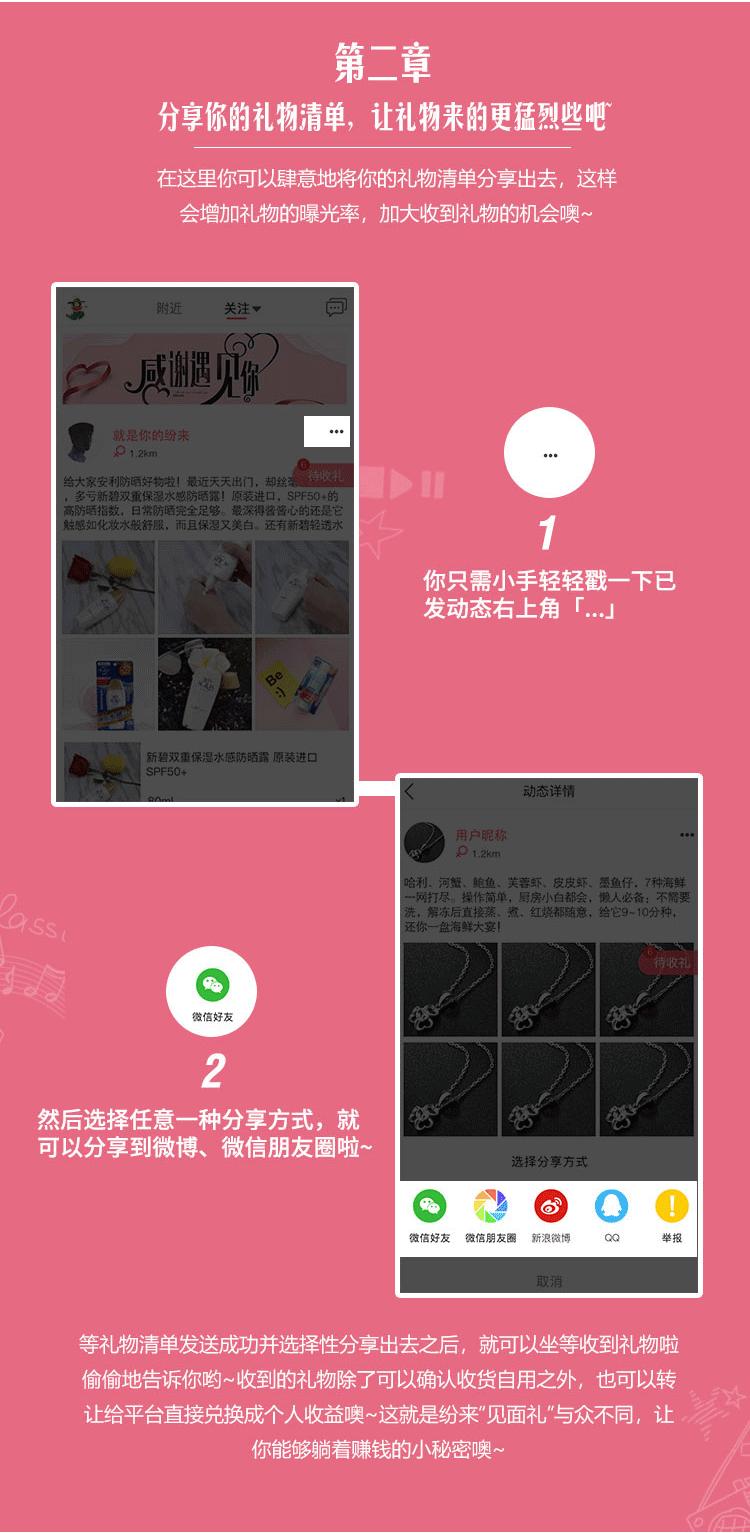 第二章
分享你的礼物清单，让礼物来的更猛烈些吧~
在这里你可以肆意地将你的礼物清单分享出去，这样
会增加礼物的曝光率，加大收到礼物的机会噢~
附近
关注
感谢遇见你
就是你的纷来
1.2km
6
待收礼
给大家安利防晒好物啦！最近天天出门，却丝毫
，多亏新碧双重保湿水感防晒露！原装进口，SPF50+的
高防晒指数，日常防晒完全足够。最深得酱酱心的还是它
触感如化妆水般舒服，而且保湿又美白。还有新碧轻透水
Be
:)
新碧双重保湿水感防晒露 原装进口
SPF50+
80ml
x1
...
1
你只需小手轻轻戳一下已
发动态右上角「...」
动态详情
用户昵称
1.2km
哈利、河蟹、鲍鱼、芙蓉虾、皮皮虾、墨鱼仔，7种海鲜
一网打尽。操作简单，厨房小白都会，懒人必备；不需要
洗，解冻后直接蒸、煮、红烧都随意，给它9~10分种，
还你一盘海鲜大宴！
6
待收礼
选择分享方式
微信好友
微信朋友圈
新浪微博
QQ
举报
取消
微信好友
2
然后选择任意一种分享方式，就
可以分享到微博、微信朋友圈啦~
等礼物清单发送成功并选择性分享出去之后，就可以坐等收到礼物啦
偷偷地告诉你哟~收到的礼物除了可以确认收货自用之外，也可以转
让给平台直接兑换成个人收益噢~这就是纷来"见面礼"与众不同，让
你能够躺着赚钱的小秘密噢~